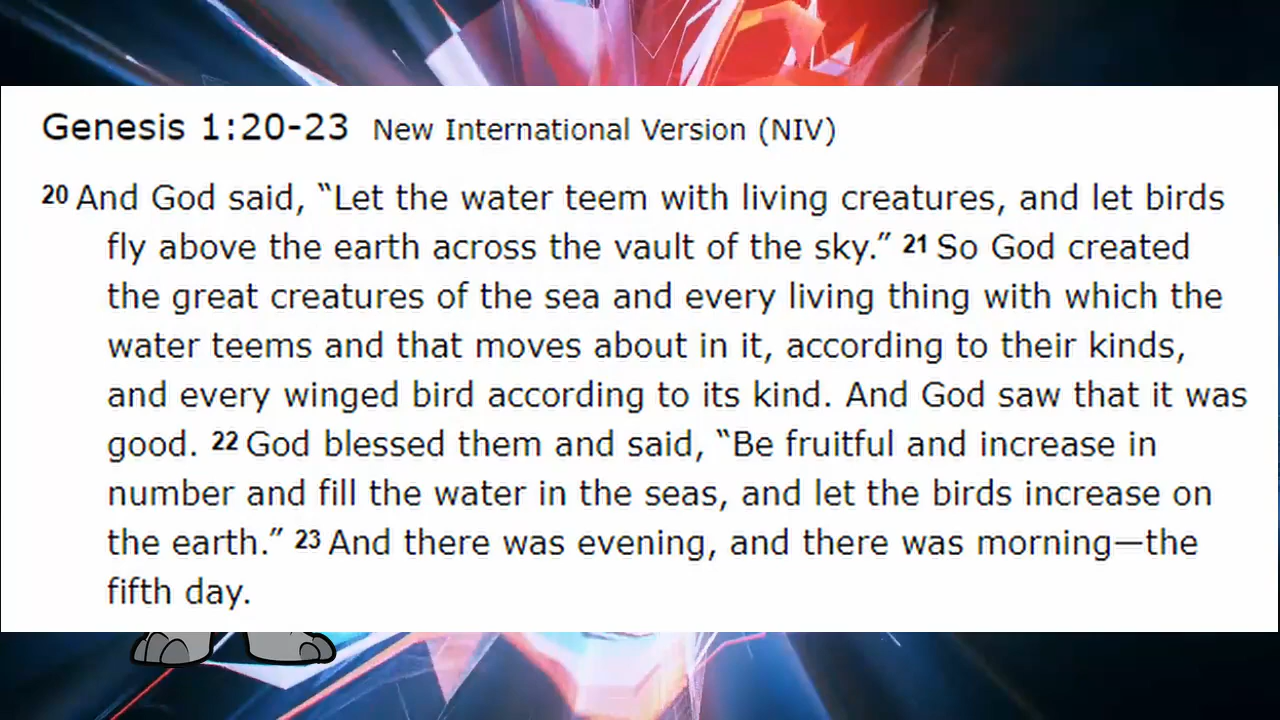 Genesis 1:20-23 New International Version (NIV)
20 And God said, “Let the water teem with living creatures, and let birds
fly above the earth across the vault of the sky.” 21 So God created
the great creatures of the sea and every living thing with which the
water teems and that moves about in it, according to their kinds,
and every winged bird according to its kind. And God saw that it was
good. 22 God blessed them and said, “Be fruitful and increase in
number and fill the water in the seas, and let the birds increase on
the earth.” 23 And there was evening, and there was morning—the
fifth day.